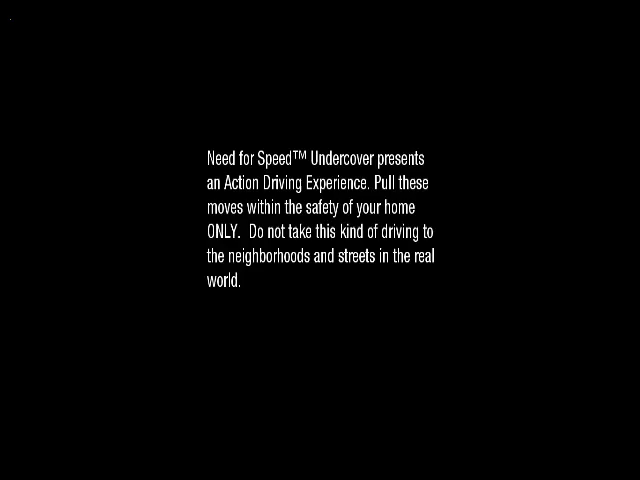 Need for Speed™ Undercover presents
an Action Driving Experience. Pull these
moves within the safety of your home
ONLY.  Do not take this kind of driving to
the neighborhoods and streets in the real
world.